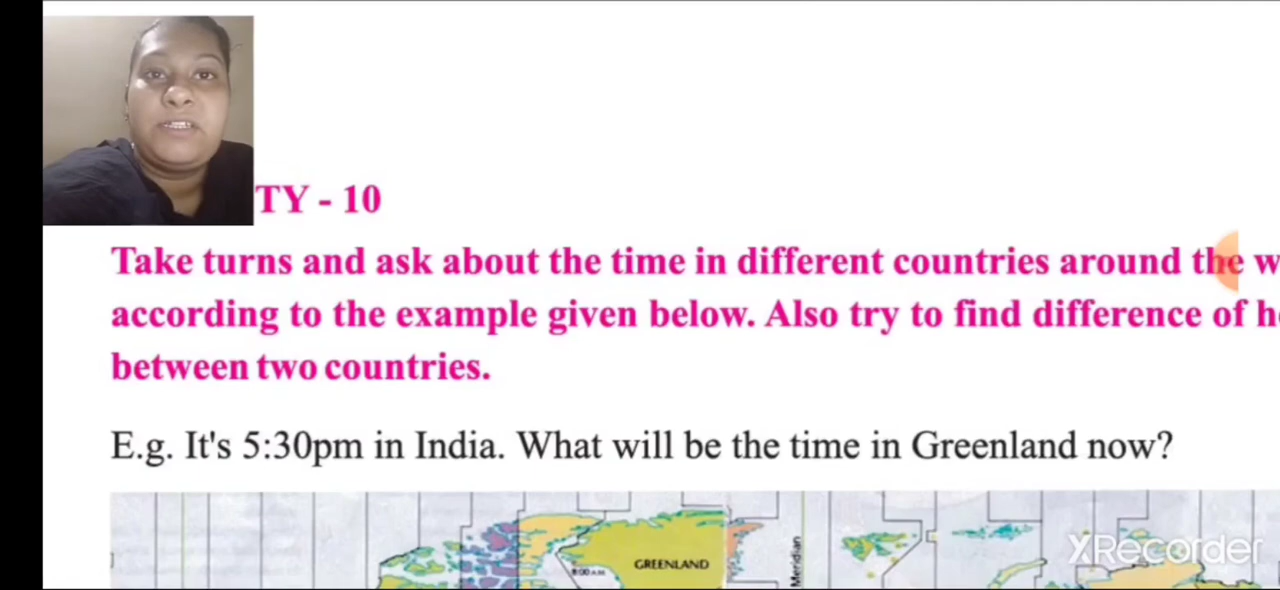 TY - 10
Take turns and ask about the time in different countries around the
according to the example given below. Also try to find difference of
between two countries.
E.g. It's 5:30pm in India. What will be the time in Greenland now?
GREENLAND
8:00 A.M.
Meridian
XRecorder